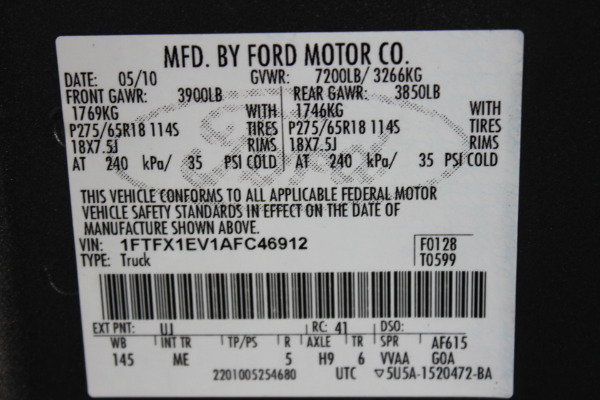 MFD. BY FORD MOTOR CO.
DATE: 05/10 GVWR: 7200LB/ 3266KG
FRONT GAWR: 3900LB REAR GAWR: 3850LB
1769KG WITH 1746KG WITH
P275/65R18 114S TIRES P275/65R18 114S TIRES
18X7.5J RIMS 18X7.5J RIMS
AT 240 kPa/ 35 PSI COLD AT 240 kPa/ 35 PSI COLD
Ford
THIS VEHICLE CONFORMS TO ALL APPLICABLE FEDERAL MOTOR
VEHICLE SAFETY STANDARDS IN EFFECT ON THE DATE OF
MANUFACTURE SHOWN ABOVE.
VIN: 1FTFX1EV1AFC46912 F0128
TYPE: Truck T0599
EXT PNT: UJ RC: 41 DSO:
WB INT TR TP/PS R AXLE TR SPR AF615
145 ME 5 H9 6 VVAA GOA
2201005254680 UTC ▽5U5A-1520472-BA